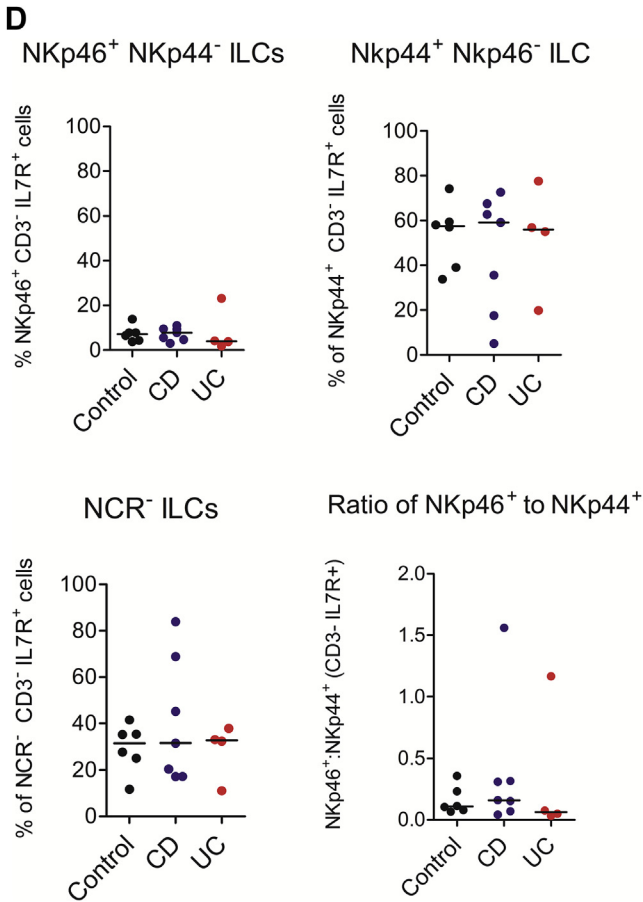 D
NKp46⁺ NKp44⁻ ILCs
% NKp46⁺ CD3⁻ IL7R⁺ cells
100
80
60
40
20
0
Control
CD
UC
Nkp44⁺ Nkp46⁻ ILC
% of NKp44⁺ CD3⁻ IL7R⁺ cells
100
80
60
40
20
0
Control
CD
UC
NCR⁻ ILCs
% of NCR⁻ CD3⁻ IL7R⁺ cells
100
80
60
40
20
0
Control
CD
UC
Ratio of NKp46⁺ to NKp44⁺
NKp46⁺:NKp44⁺ (CD3- IL7R+)
2.0
1.5
1.0
0.5
0.0
Control
CD
UC